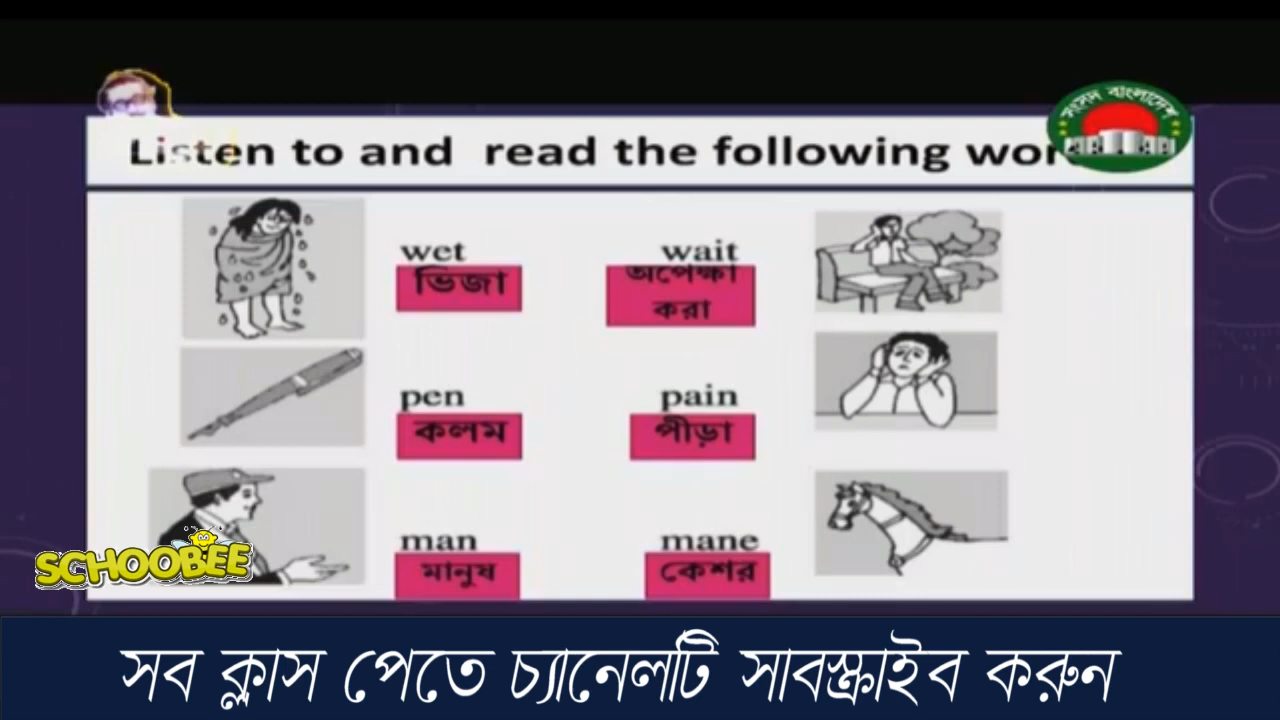 Listen to and read the following
সংসদ বাংলাদেশ
wet wait
ভিজা অপেক্ষা
করা
pen pain
কলম পীড়া
man mane
মানুষ কেশর
SCHOOBEE
সব ক্লাস পেতে চ্যানেলটি সাবস্ক্রাইব করুন